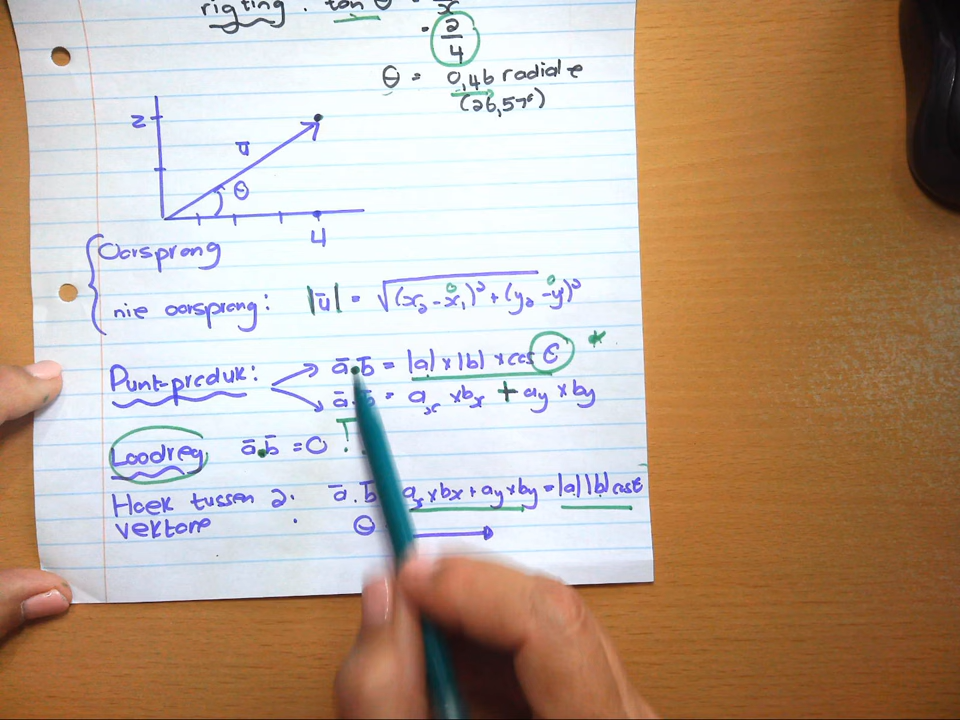 rigting : tan θ = 
= 2/4
θ = 0,46 radiale
(26,57°)
2
ū
θ
4
Oorsprong
nie oorsprong: |ū| = √(x₂ - x₁)² + (y₂ - y)²
Punt-produk: ā.b̄ = |a| × |b| × cos θ *
ā.b̄ = aₓ × bₓ + ay × by
Loodreg ā.b̄ = 0 !
Hoek tussen 2 : ā.b̄ aₓ × bx + ay × by = |a| |b| cos θ
vektore θ